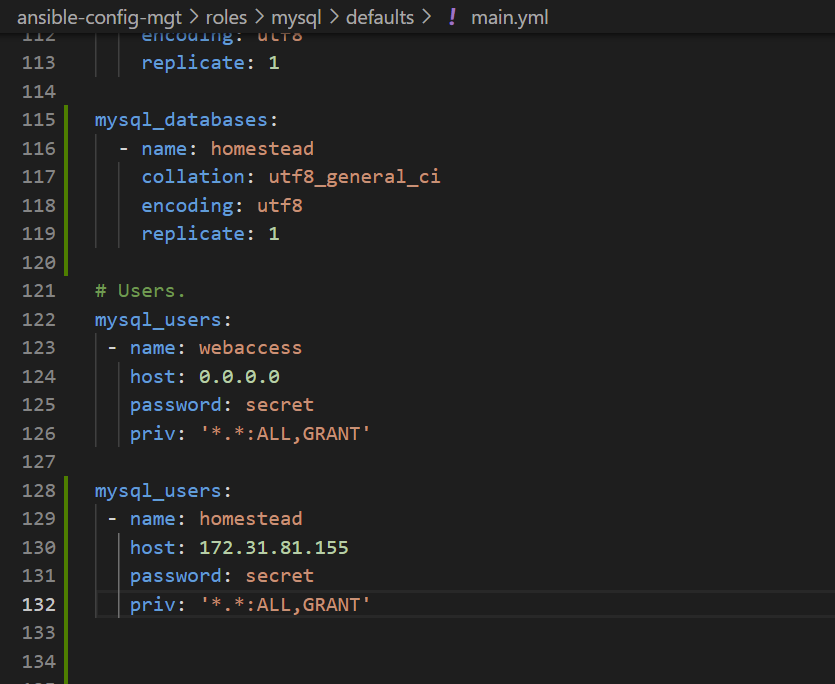 ansible-config-mgt > roles > mysql > defaults > ! main.yml
112 encoding: utf8
113 replicate: 1
114
115 mysql_databases:
116 - name: homestead
117 collation: utf8_general_ci
118 encoding: utf8
119 replicate: 1
120
121 # Users.
122 mysql_users:
123 - name: webaccess
124 host: 0.0.0.0
125 password: secret
126 priv: '*.*:ALL,GRANT'
127
128 mysql_users:
129 - name: homestead
130 host: 172.31.81.155
131 password: secret
132 priv: '*.*:ALL,GRANT'
133
134